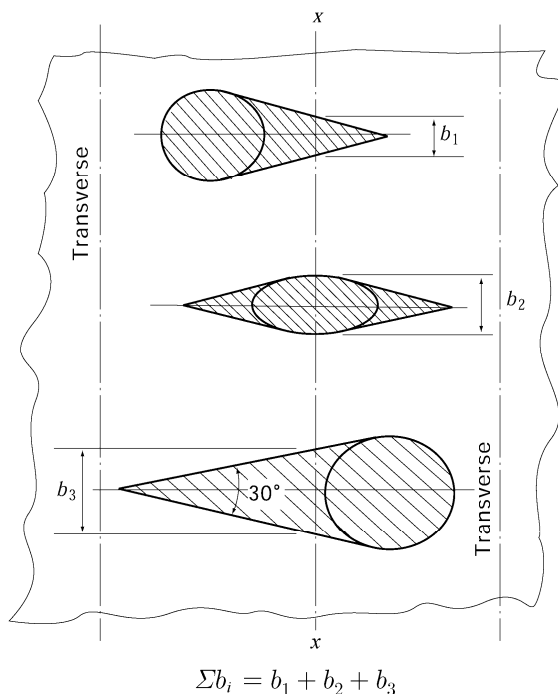 x
Transverse
b₁
b₂
b₃
30°
Transverse
x
Σbᵢ = b₁ + b₂ + b₃